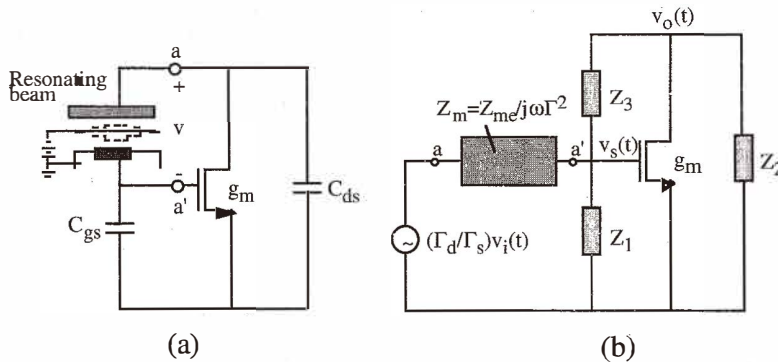 a
+
Resonating
beam
v
-
a'
g_m
C_gs
C_ds
(a)
v_o(t)
Z_3
Z_m=Z_me/jωΓ^2
a
a'
v_s(t)
g_m
Z_2
Z_1
~
(Γ_d/Γ_s)v_i(t)
(b)